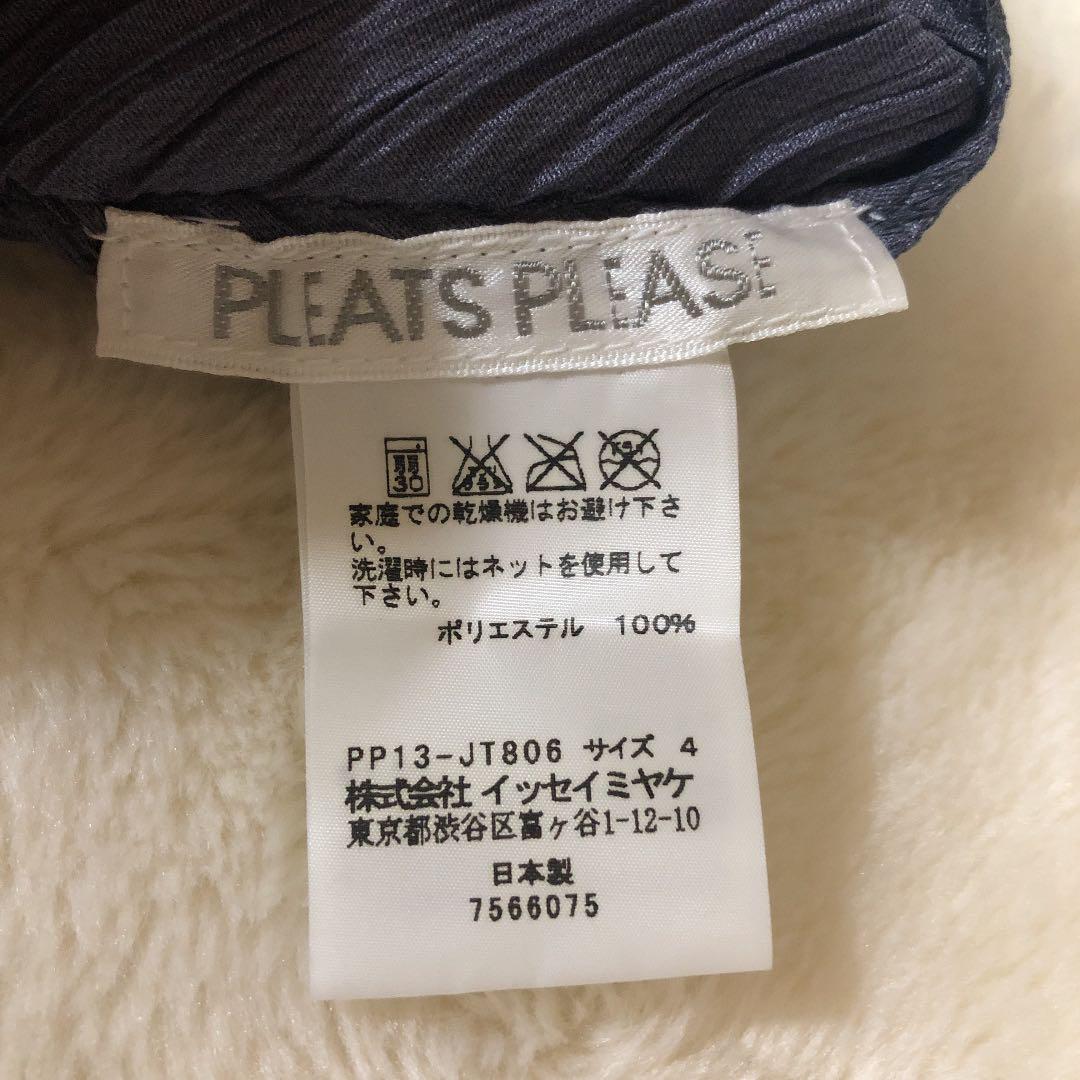 PLEATS PLEASE
弱
30
家庭での乾燥機はお避け下さ
い。
洗濯時にはネットを使用して
下さい。
ポリエステル 100%
PP13-JT806 サイズ 4
株式会社 イッセイミヤケ
東京都渋谷区富ヶ谷1-12-10
日本製
7566075